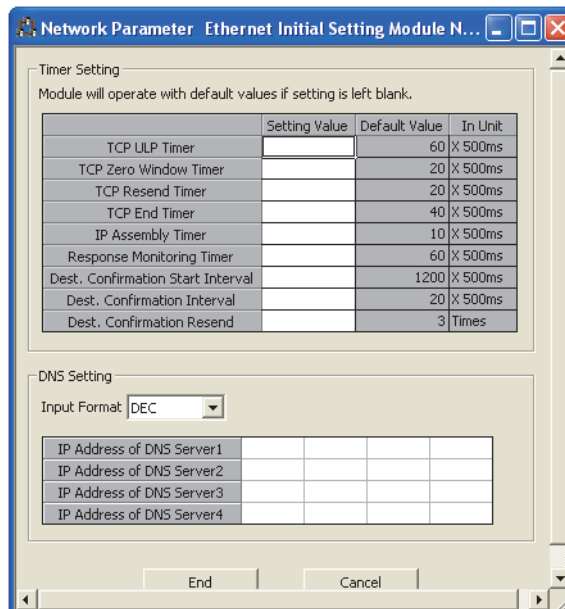 Network Parameter Ethernet Initial Setting Module N...
Timer Setting
Module will operate with default values if setting is left blank.
Setting Value Default Value In Unit
TCP ULP Timer 60 X 500ms
TCP Zero Window Timer 20 X 500ms
TCP Resend Timer 20 X 500ms
TCP End Timer 40 X 500ms
IP Assembly Timer 10 X 500ms
Response Monitoring Timer 60 X 500ms
Dest. Confirmation Start Interval 1200 X 500ms
Dest. Confirmation Interval 20 X 500ms
Dest. Confirmation Resend 3 Times
DNS Setting
Input Format DEC
IP Address of DNS Server1
IP Address of DNS Server2
IP Address of DNS Server3
IP Address of DNS Server4
End Cancel